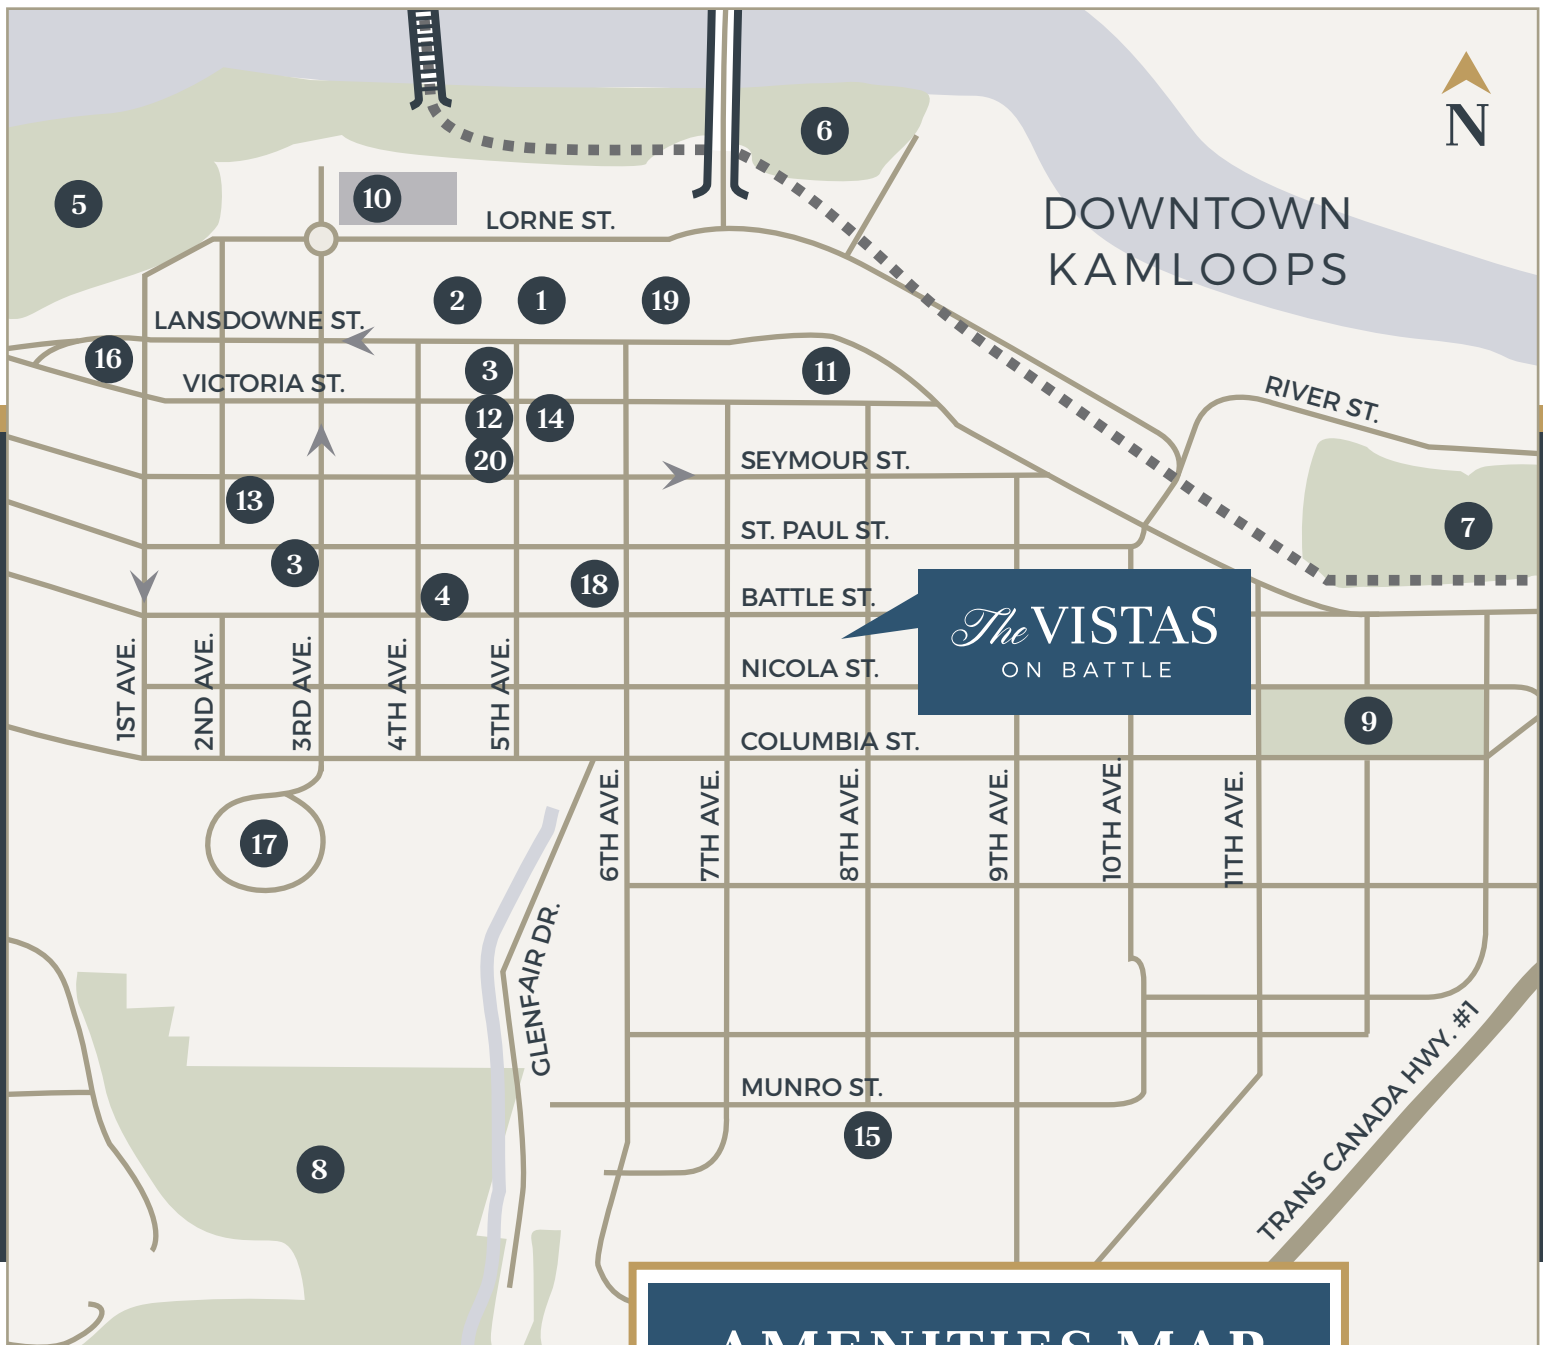 N
6
5
10
LORNE ST.
DOWNTOWN
KAMLOOPS
2
1
19
LANSDOWNE ST.
16
3
11
VICTORIA ST.
RIVER ST.
12
14
20
SEYMOUR ST.
13
7
ST. PAUL ST.
3
18
4
BATTLE ST.
The VISTAS
ON BATTLE
1ST AVE.
2ND AVE.
3RD AVE.
4TH AVE.
5TH AVE.
NICOLA ST.
9
COLUMBIA ST.
6TH AVE.
7TH AVE.
8TH AVE.
9TH AVE.
10TH AVE.
11TH AVE.
17
GLENFAIR DR.
MUNRO ST.
15
TRANS CANADA HWY. #1
8
AMENITIES MAP